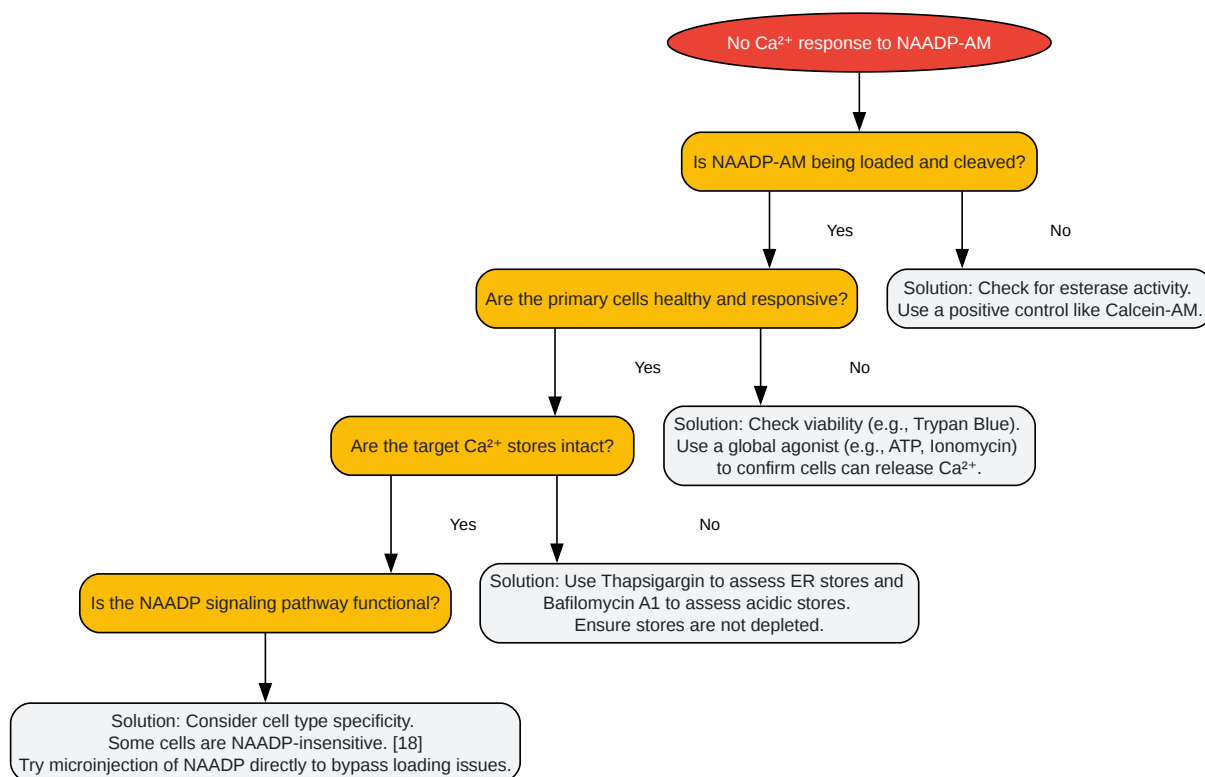 No Ca²⁺ response to NAADP-AM
Is NAADP-AM being loaded and cleaved?
Yes
No
Are the primary cells healthy and responsive?
Solution: Check for esterase activity.
Use a positive control like Calcein-AM.
Yes
No
Are the target Ca²⁺ stores intact?
Solution: Check viability (e.g., Trypan Blue).
Use a global agonist (e.g., ATP, Ionomycin)
to confirm cells can release Ca²⁺.
Yes
No
Is the NAADP signaling pathway functional?
Solution: Use Thapsigargin to assess ER stores and
Bafilomycin A1 to assess acidic stores.
Ensure stores are not depleted.
Solution: Consider cell type specificity.
Some cells are NAADP-insensitive. [18]
Try microinjection of NAADP directly to bypass loading issues.